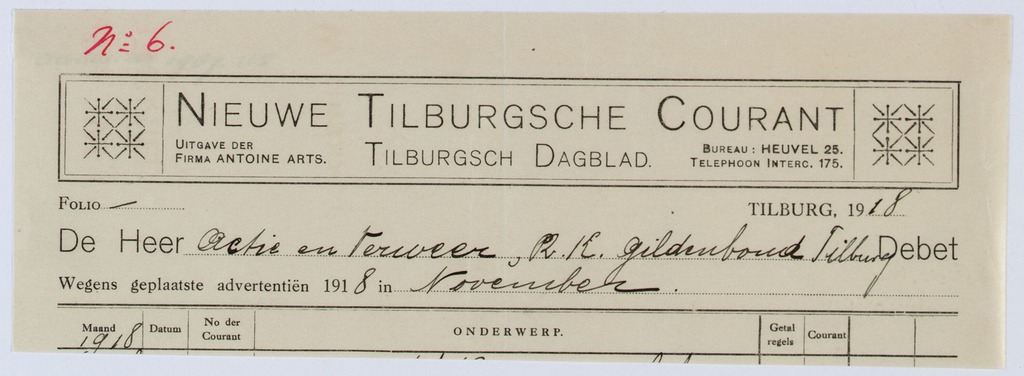 No 6.
NIEUWE TILBURGSCHE COURANT
UITGAVE DER
FIRMA ANTOINE ARTS.
TILBURGSCH DAGBLAD.
BUREAU: HEUVEL 25.
TELEPHOON INTERC. 175.
FOLIO —
TILBURG, 1918
De Heer Actie en Verweer, R. K. Gildenbond Tilburg Debet
Wegens geplaatste advertentiën 1918 in November.
Maand Datum No der Courant ONDERWERP. Getal regels Courant
1918